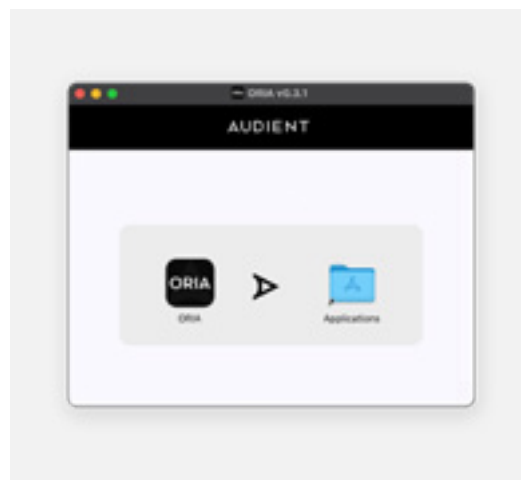 ORIA v0.3.1
AUDIENT
ORIA
ORIA
Applications